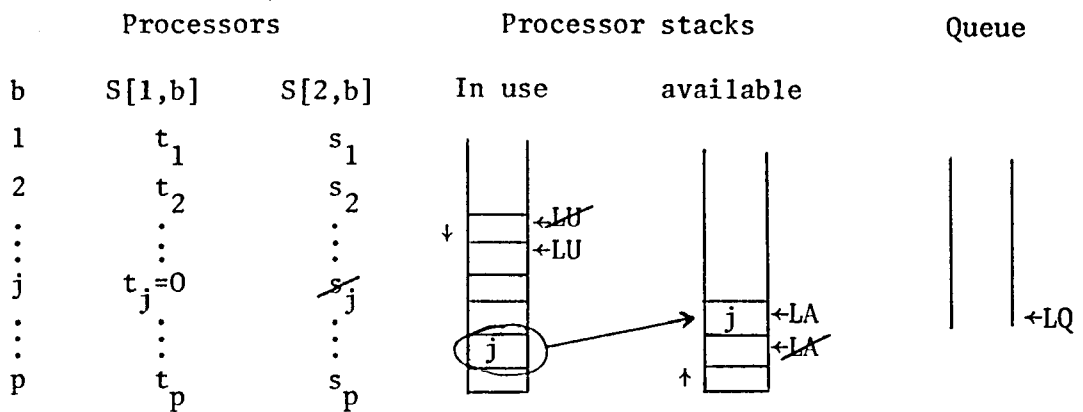 Processors Processor stacks Queue
b S[1,b] S[2,b] In use available
1 t1 s1
2 t2 s2 ←LU
↓ ←LU
j tj=0 sj j ←LA ←LQ
j ←LA
p tp sp ↑